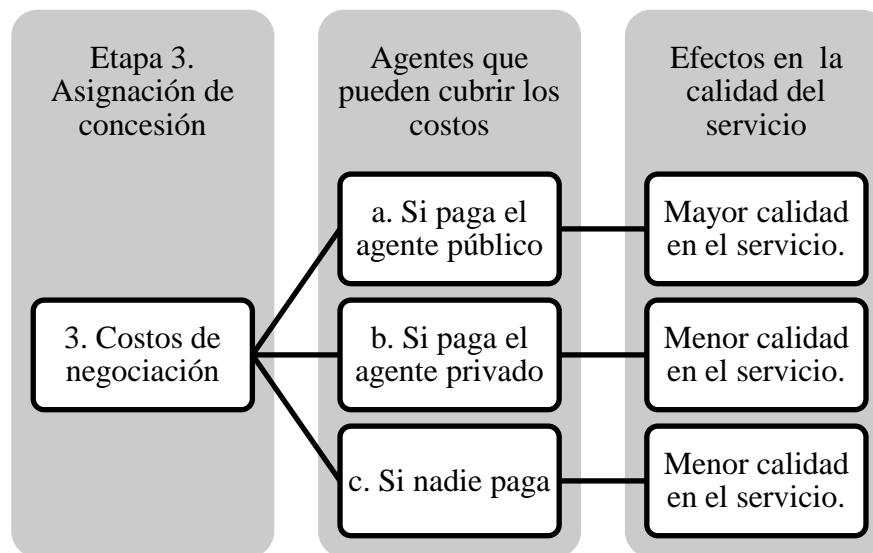 Etapa 3.
Asignación de
concesión
Agentes que
pueden cubrir los
costos
Efectos en la
calidad del
servicio
3. Costos de
negociación
a. Si paga el
agente público
Mayor calidad
en el servicio.
b. Si paga el
agente privado
Menor calidad
en el servicio.
c. Si nadie paga
Menor calidad
en el servicio.